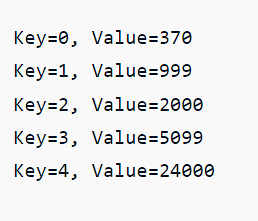 Key=0, Value=370
Key=1, Value=999
Key=2, Value=2000
Key=3, Value=5099
Key=4, Value=24000